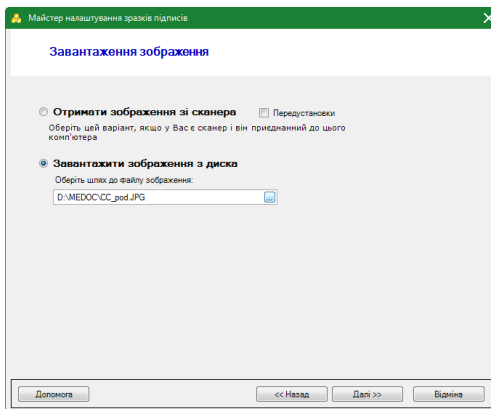 Майстер налаштування зразків підписів
Завантаження зображення
Отримати зображення зі сканера
Передустановки
Оберіть цей варіант, якщо у Вас є сканер і він приєднанний до цього
комп'ютера
Завантажити зображення з диска
Оберіть шлях до файлу зображення:
D:\MEDOC\CC_pod.JPG
...
Допомога
<< Назад
Далі >>
Відміна